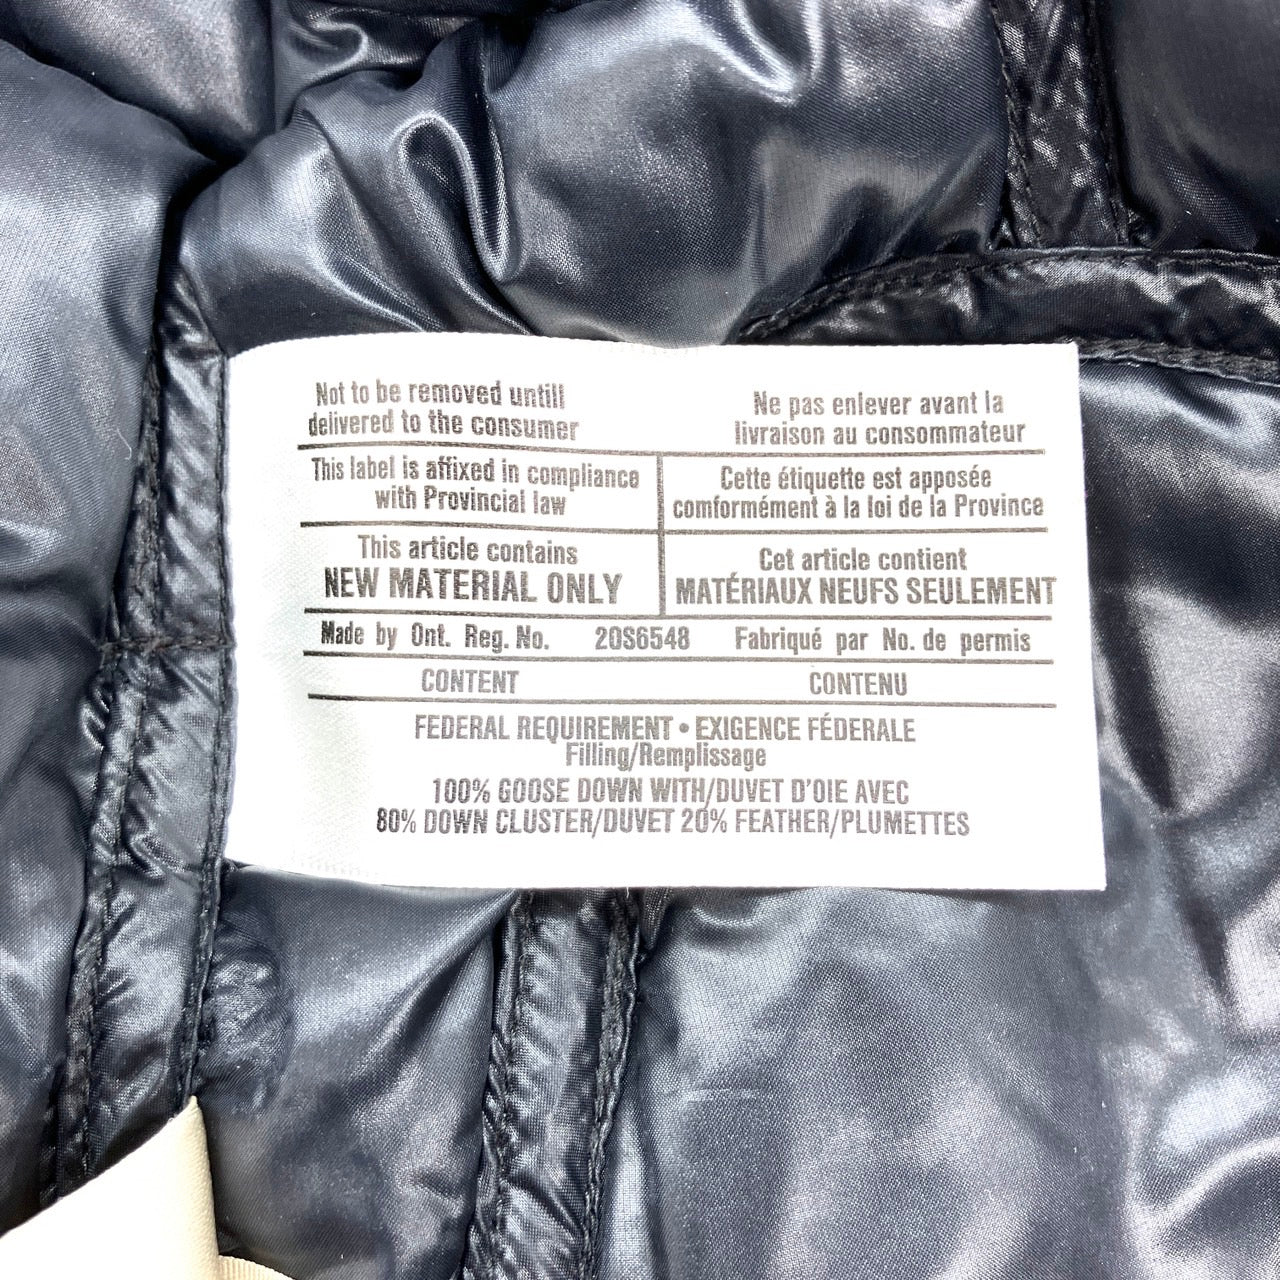 Not to be removed untill
delivered to the consumer
Ne pas enlever avant la
livraison au consommateur
This label is affixed in compliance
with Provincial law
Cette étiquette est apposée
comformément à la loi de la Province
This article contains
NEW MATERIAL ONLY
Cet article contient
MATÉRIAUX NEUFS SEULEMENT
Made by Ont. Reg. No. 20S6548 Fabriqué par No. de permis
CONTENT CONTENU
FEDERAL REQUIREMENT • EXIGENCE FÉDERALE
Filling/Remplissage
100% GOOSE DOWN WITH/DUVET D'OIE AVEC
80% DOWN CLUSTER/DUVET 20% FEATHER/PLUMETTES